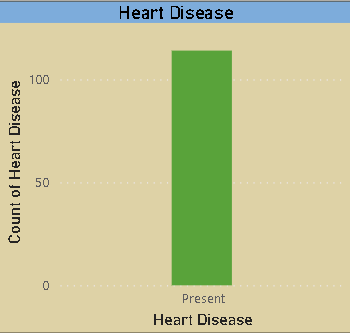 Heart Disease
Count of Heart Disease
100
50
0
Present
Heart Disease